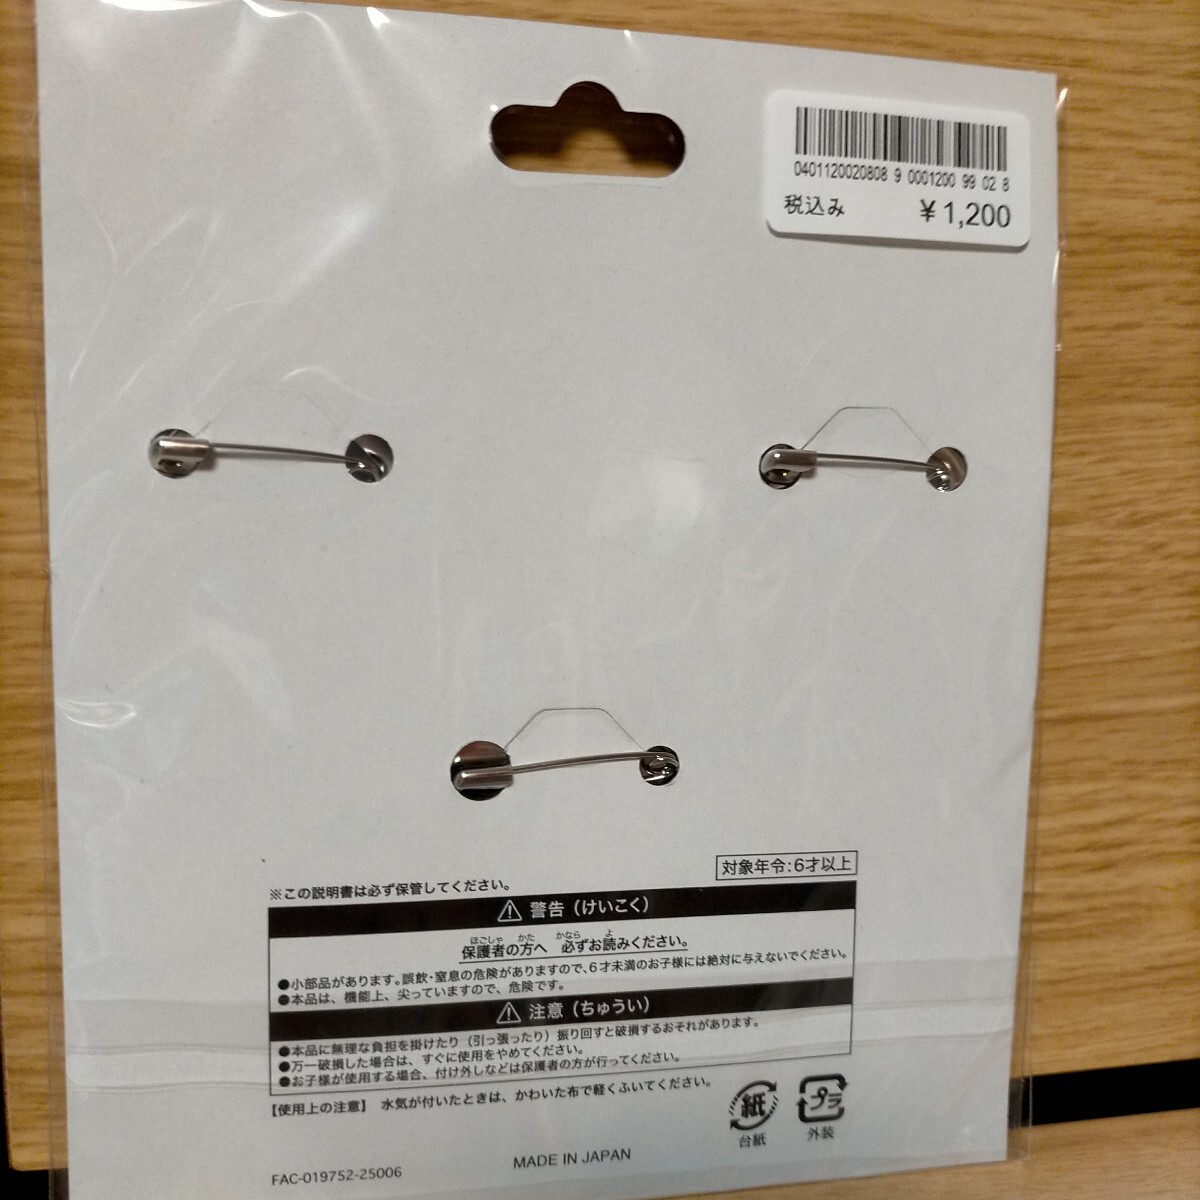 0401120020808 9 0001200 99 02 8
税込み ￥1,200
対象年令:6才以上
※この説明書は必ず保管してください。
警告（けいこく）
ほごしゃ かた かなら よ
保護者の方へ 必ずお読みください。
●小部品があります。誤飲・窒息の危険がありますので、6才未満のお子様には絶対に与えないでください。
●本品は、機能上、尖っていますので、危険です。
注意（ちゅうい）
●本品に無理な負担を掛けたり（引っ張ったり）振り回すと破損するおそれがあります。
●万一破損した場合は、すぐに使用をやめてください。
●お子様が使用する場合、付け外しなどは保護者の方が行ってください。
【使用上の注意】 水気が付いたときは、かわいた布で軽くふいてください。
紙
台紙
プラ
外装
MADE IN JAPAN
FAC-019752-25006